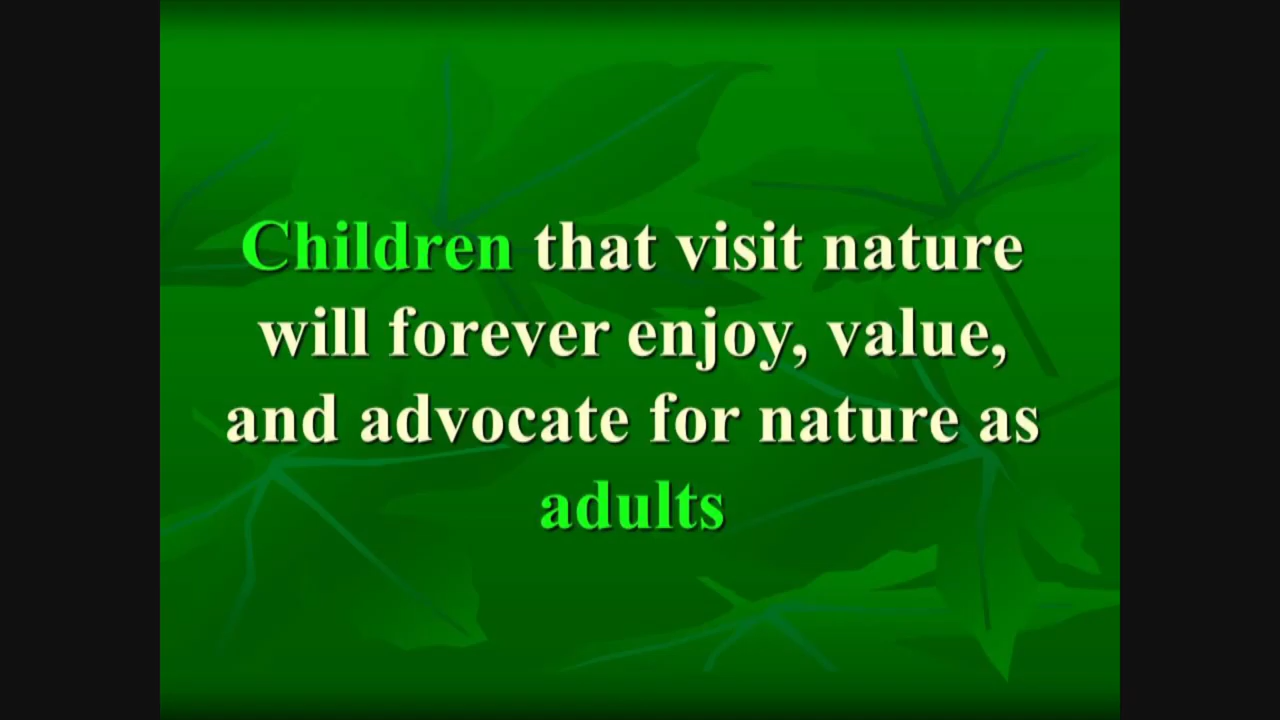 Children that visit nature
will forever enjoy, value,
and advocate for nature as
adults